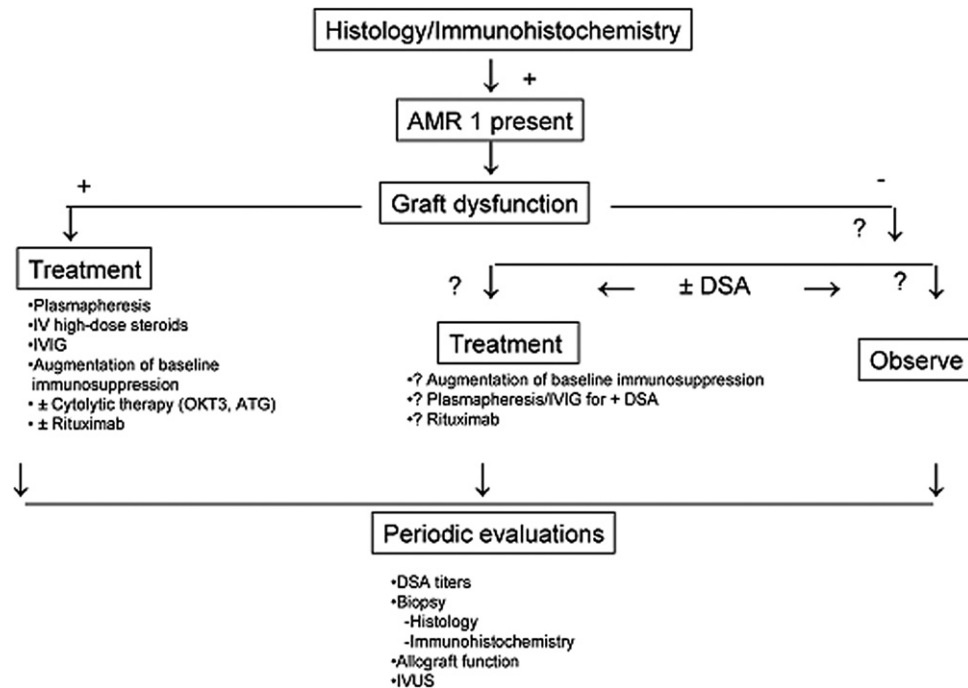 Histology/Immunohistochemistry
+
AMR 1 present
+
Graft dysfunction
-
?
Treatment
•Plasmapheresis
•IV high-dose steroids
•IVIG
•Augmentation of baseline
immunosuppression
• ± Cytolytic therapy (OKT3, ATG)
• ± Rituximab
?
± DSA
?
Treatment
•? Augmentation of baseline immunosuppression
•? Plasmapheresis/IVIG for + DSA
•? Rituximab
Observe
Periodic evaluations
•DSA titers
•Biopsy
-Histology
-Immunohistochemistry
•Allograft function
•IVUS